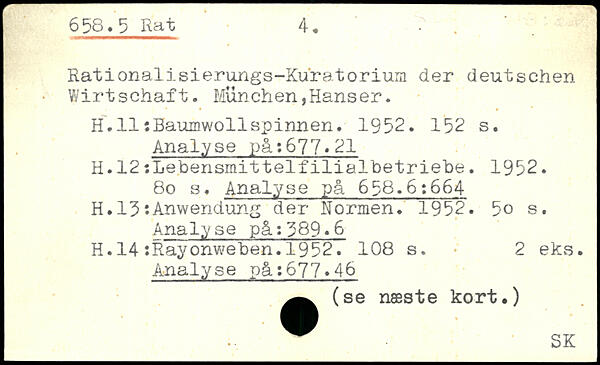 658.5 Rat 4.
Rationalisierungs-Kuratorium der deutschen
Wirtschaft. München,Hanser.
H.11:Baumwollspinnen. 1952. 152 s.
Analyse på:677.21
H.12:Lebensmittelfilialbetriebe. 1952.
80 s. Analyse på 658.6:664
H.13:Anwendung der Normen. 1952. 50 s.
Analyse på:389.6
H.14:Rayonweben.1952. 108 s. 2 eks.
Analyse på:677.46
(se næste kort.)
SK